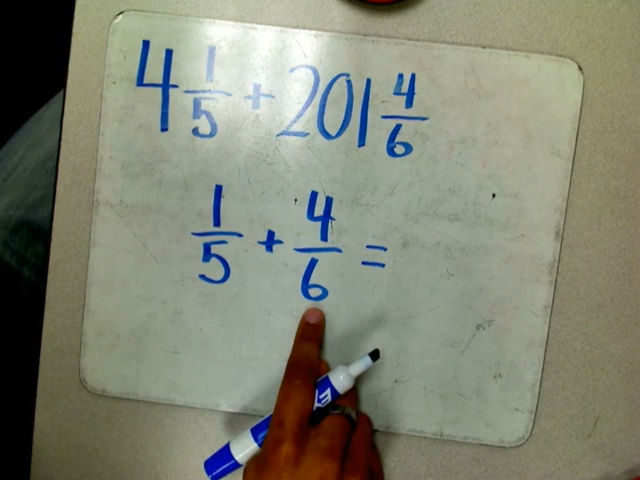 4 1/5 + 201 4/6
1/5 + 4/6 =